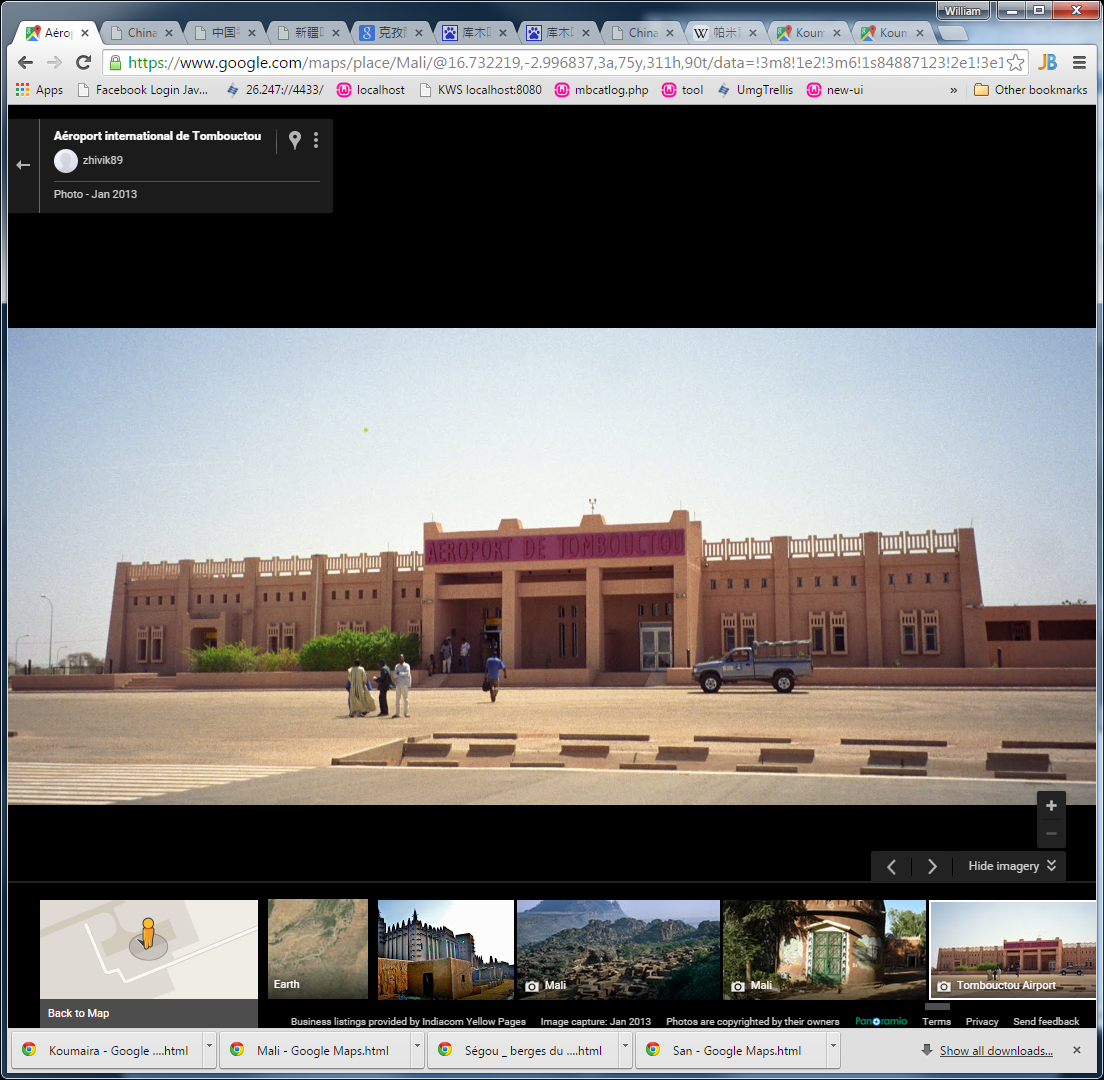 William
Aérop
China
中国
新疆
克孜
库木
库木
China
帕米
Koum
Koum
https://www.google.com/maps/place/Mali/@16.732219,-2.996837,3a,75y,311h,90t/data=!3m8!1e2!3m6!1s84887123!2e1!3e1
JB
Apps
Facebook Login Jav...
26.247://4433/
localhost
KWS localhost:8080
mbcatlog.php
tool
UmgTrellis
new-ui
»
Other bookmarks
Aéroport international de Tombouctou
zhivik89
Photo - Jan 2013
AEROPORT DE TOMBOUCTOU
Hide imagery
Earth
Mali
Mali
Tombouctou Airport
Back to Map
Business listings provided by Indiacom Yellow Pages
Image capture: Jan 2013
Photos are copyrighted by their owners
Panoramio
Terms
Privacy
Send feedback
Koumaira - Google ....html
Mali - Google Maps.html
Ségou _ berges du ....html
San - Google Maps.html
Show all downloads...